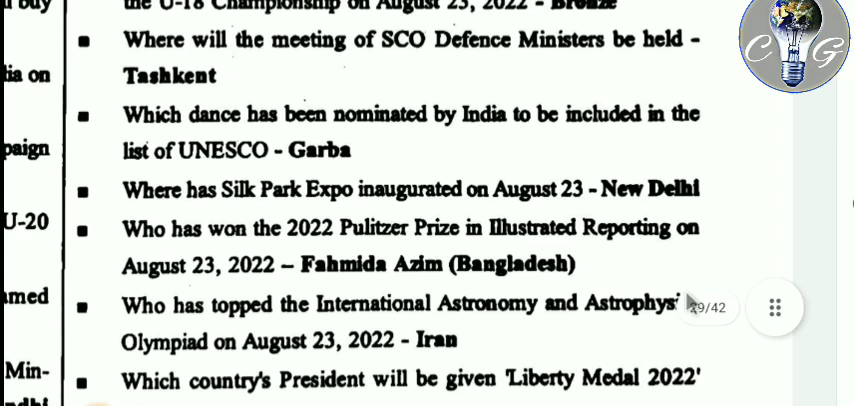 buy
the U-18 Championship on August 23, 2022 - Bronze
■ Where will the meeting of SCO Defence Ministers be held -
dia on
Tashkent
■ Which dance has been nominated by India to be included in the
paign
list of UNESCO - Garba
■ Where has Silk Park Expo inaugurated on August 23 - New Delhi
U-20
■ Who has won the 2022 Pulitzer Prize in Illustrated Reporting on
August 23, 2022 – Fahmida Azim (Bangladesh)
amed
■ Who has topped the International Astronomy and Astrophysi
29/42
Olympiad on August 23, 2022 - Iran
Min-
■ Which country's President will be given 'Liberty Medal 2022'
C G